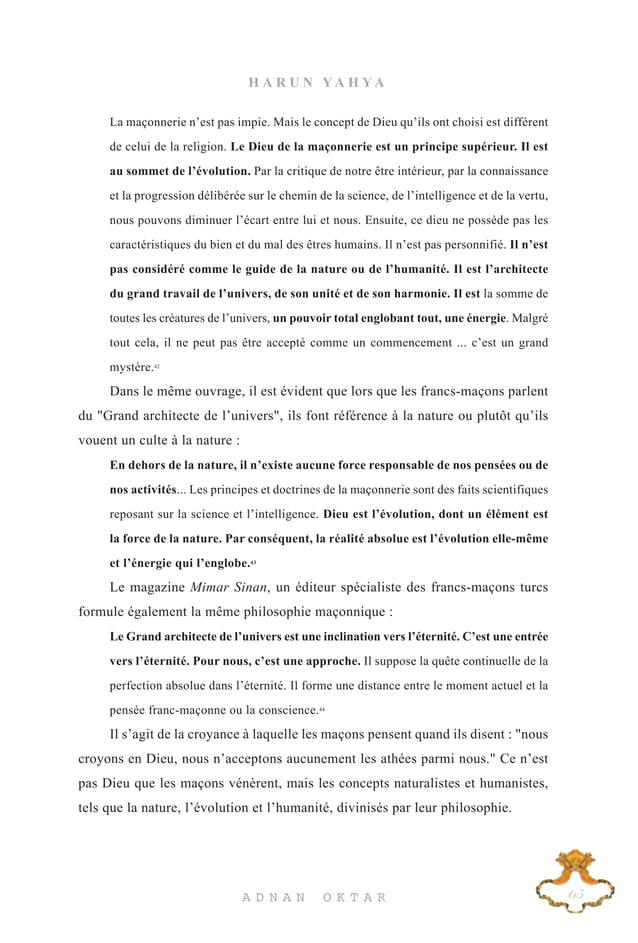 HARUN YAHYA
La maçonnerie n’est pas impie. Mais le concept de Dieu qu’ils ont choisi est différent
de celui de la religion. Le Dieu de la maçonnerie est un principe supérieur. Il est
au sommet de l’évolution. Par la critique de notre être intérieur, par la connaissance
et la progression délibérée sur le chemin de la science, de l’intelligence et de la vertu,
nous pouvons diminuer l’écart entre lui et nous. Ensuite, ce dieu ne possède pas les
caractéristiques du bien et du mal des êtres humains. Il n’est pas personnifié. Il n’est
pas considéré comme le guide de la nature ou de l’humanité. Il est l’architecte
du grand travail de l’univers, de son unité et de son harmonie. Il est la somme de
toutes les créatures de l’univers, un pouvoir total englobant tout, une énergie. Malgré
tout cela, il ne peut pas être accepté comme un commencement ... c’est un grand
mystère.42
Dans le même ouvrage, il est évident que lors que les francs-maçons parlent
du "Grand architecte de l’univers", ils font référence à la nature ou plutôt qu’ils
vouent un culte à la nature :
En dehors de la nature, il n’existe aucune force responsable de nos pensées ou de
nos activités... Les principes et doctrines de la maçonnerie sont des faits scientifiques
reposant sur la science et l’intelligence. Dieu est l’évolution, dont un élément est
la force de la nature. Par conséquent, la réalité absolue est l’évolution elle-même
et l’énergie qui l’englobe.43
Le magazine Mimar Sinan, un éditeur spécialiste des francs-maçons turcs
formule également la même philosophie maçonnique :
Le Grand architecte de l’univers est une inclination vers l’éternité. C’est une entrée
vers l’éternité. Pour nous, c’est une approche. Il suppose la quête continuelle de la
perfection absolue dans l’éternité. Il forme une distance entre le moment actuel et la
pensée franc-maçonne ou la conscience.44
Il s’agit de la croyance à laquelle les maçons pensent quand ils disent : "nous
croyons en Dieu, nous n’acceptons aucunement les athées parmi nous." Ce n’est
pas Dieu que les maçons vénèrent, mais les concepts naturalistes et humanistes,
tels que la nature, l’évolution et l’humanité, divinisés par leur philosophie.
ADNAN OKTAR
65